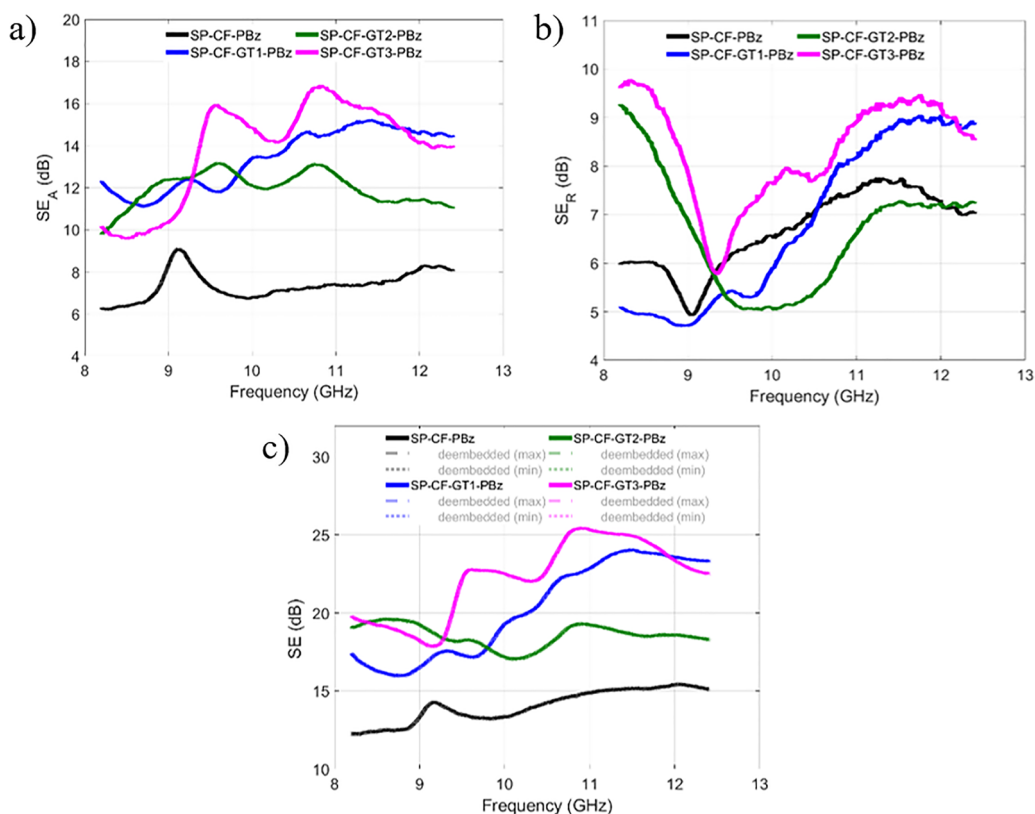 a)
SP-CF-PBz SP-CF-GT2-PBz
SP-CF-GT1-PBz SP-CF-GT3-PBz
20
18
16
14
12
10
8
6
4
SE_A (dB)
8 9 10 11 12 13
Frequency (GHz)
b)
SP-CF-PBz SP-CF-GT2-PBz
SP-CF-GT1-PBz SP-CF-GT3-PBz
11
10
9
8
7
6
5
4
SE_R (dB)
8 9 10 11 12 13
Frequency (GHz)
c)
SP-CF-PBz SP-CF-GT2-PBz
deembedded (max) deembedded (max)
deembedded (min) deembedded (min)
SP-CF-GT1-PBz SP-CF-GT3-PBz
deembedded (max) deembedded (max)
deembedded (min) deembedded (min)
30
25
20
15
10
SE (dB)
8 9 10 11 12 13
Frequency (GHz)